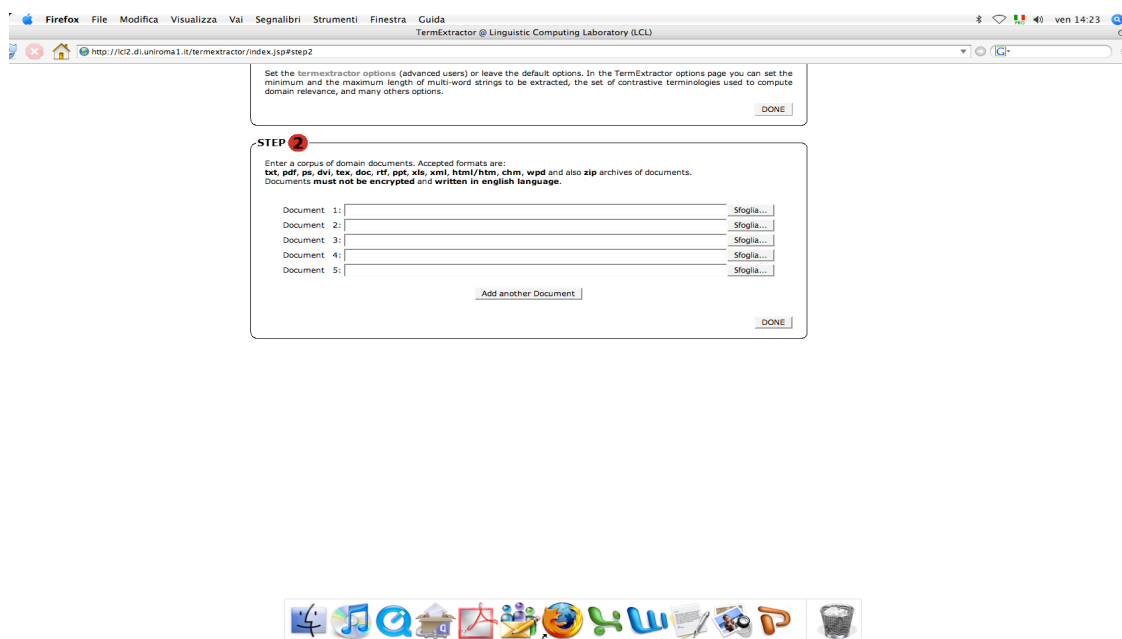 Firefox File Modifica Visualizza Vai Segnalibri Strumenti Finestra Guida ven 14:23
TermExtractor @ Linguistic Computing Laboratory (LCL)
http://lcl2.di.uniroma1.it/termextractor/index.jsp#step2
Set the termextractor options (advanced users) or leave the default options. In the TermExtractor options page you can set the
minimum and the maximum length of multi-word strings to be extracted, the set of contrastive terminologies used to compute
domain relevance, and many others options.
DONE
STEP 2
Enter a corpus of domain documents. Accepted formats are:
txt, pdf, ps, dvi, tex, doc, rtf, ppt, xls, xml, html/htm, chm, wpd and also zip archives of documents.
Documents must not be encrypted and written in english language.
Document 1: Sfoglia...
Document 2: Sfoglia...
Document 3: Sfoglia...
Document 4: Sfoglia...
Document 5: Sfoglia...
Add another Document
DONE